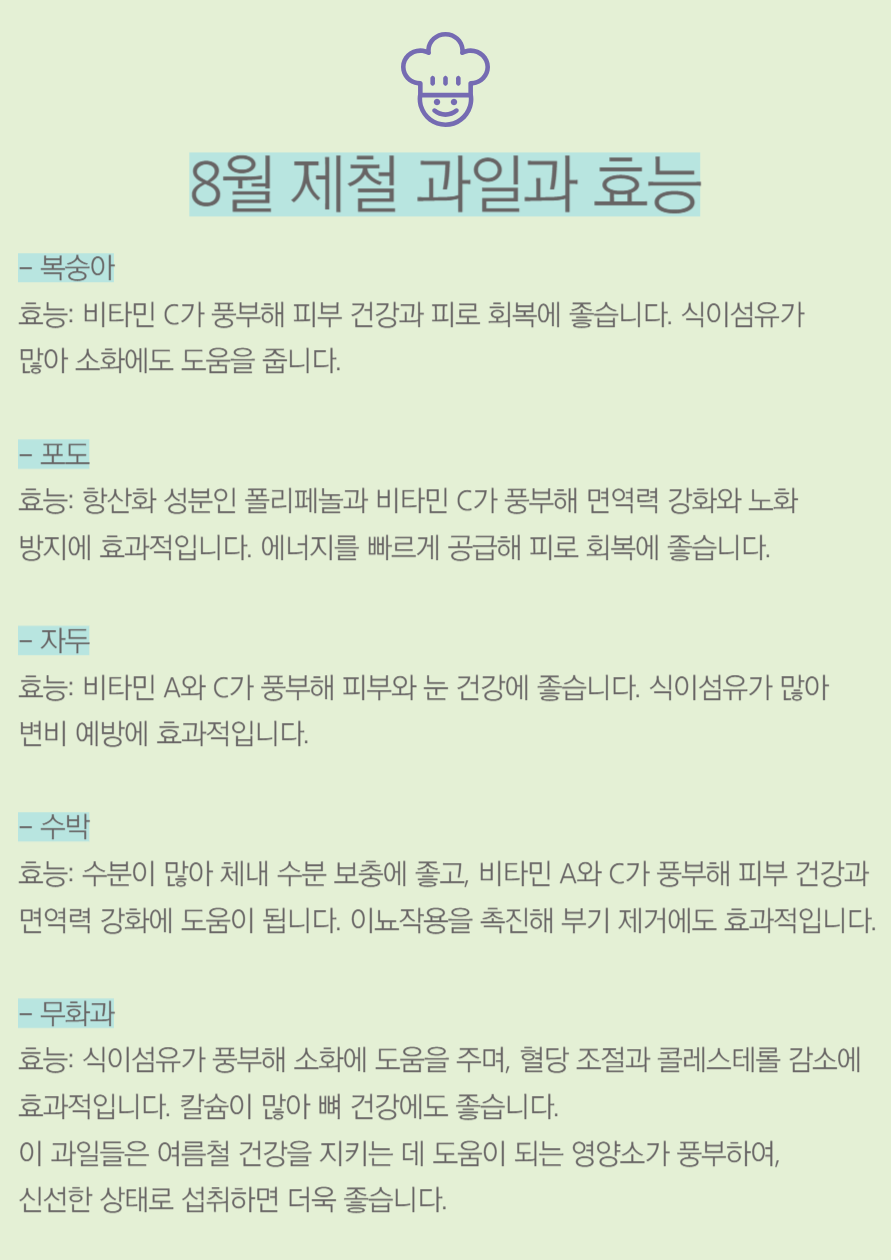 8월 제철 과일과 효능
– 복숭아
효능: 비타민 C가 풍부해 피부 건강과 피로 회복에 좋습니다. 식이섬유가
많아 소화에도 도움을 줍니다.
– 포도
효능: 항산화 성분인 폴리페놀과 비타민 C가 풍부해 면역력 강화와 노화
방지에 효과적입니다. 에너지를 빠르게 공급해 피로 회복에 좋습니다.
– 자두
효능: 비타민 A와 C가 풍부해 피부와 눈 건강에 좋습니다. 식이섬유가 많아
변비 예방에 효과적입니다.
– 수박
효능: 수분이 많아 체내 수분 보충에 좋고, 비타민 A와 C가 풍부해 피부 건강과
면역력 강화에 도움이 됩니다. 이뇨작용을 촉진해 부기 제거에도 효과적입니다.
– 무화과
효능: 식이섬유가 풍부해 소화에 도움을 주며, 혈당 조절과 콜레스테롤 감소에
효과적입니다. 칼슘이 많아 뼈 건강에도 좋습니다.
이 과일들은 여름철 건강을 지키는 데 도움이 되는 영양소가 풍부하여,
신선한 상태로 섭취하면 더욱 좋습니다.